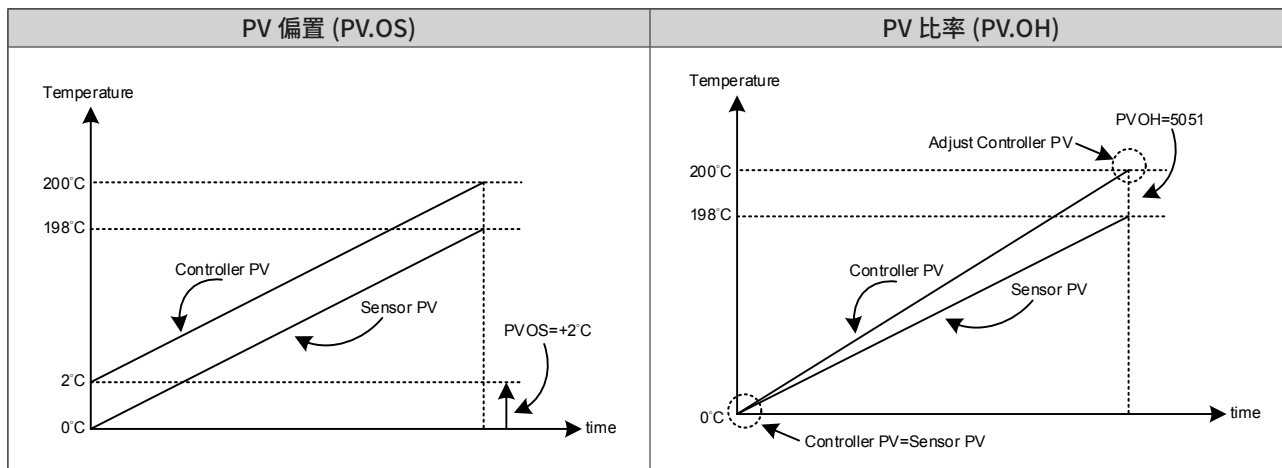 PV 偏置 (PV.OS)
PV 比率 (PV.OH)
Temperature
200°C
198°C
Controller PV
Sensor PV
PVOS=+2°C
2°C
0°C
time
Temperature
PVOH=5051
Adjust Controller PV
200°C
198°C
Controller PV
Sensor PV
0°C
time
Controller PV=Sensor PV